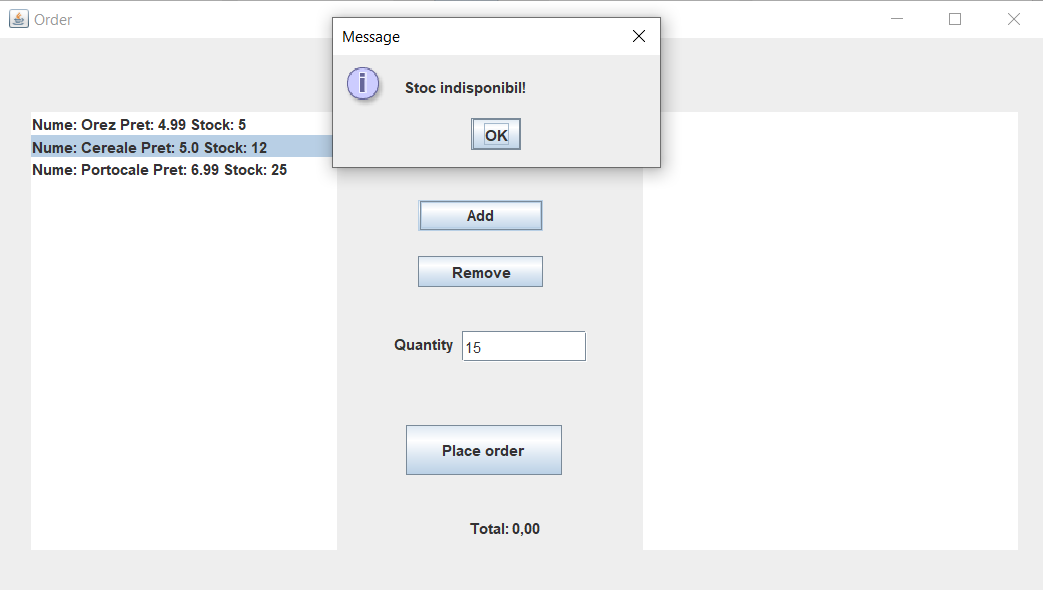 Order
Message
Stoc indisponibil!
OK
Nume: Orez Pret: 4.99 Stock: 5
Nume: Cereale Pret: 5.0 Stock: 12
Nume: Portocale Pret: 6.99 Stock: 25
Add
Remove
Quantity 15
Place order
Total: 0,00